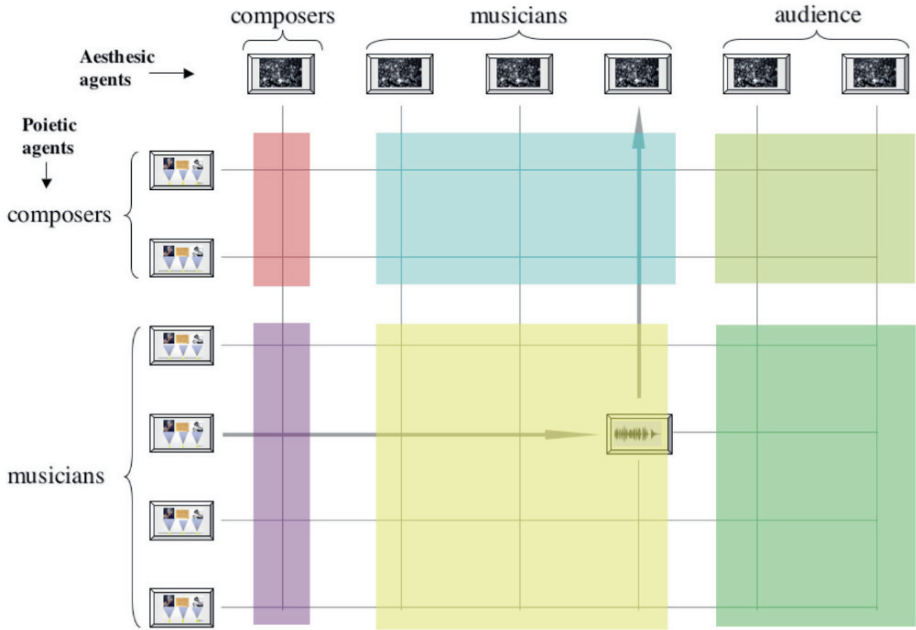 composers
musicians
audience
Aesthesic
agents
Poietic
agents
composers
musicians